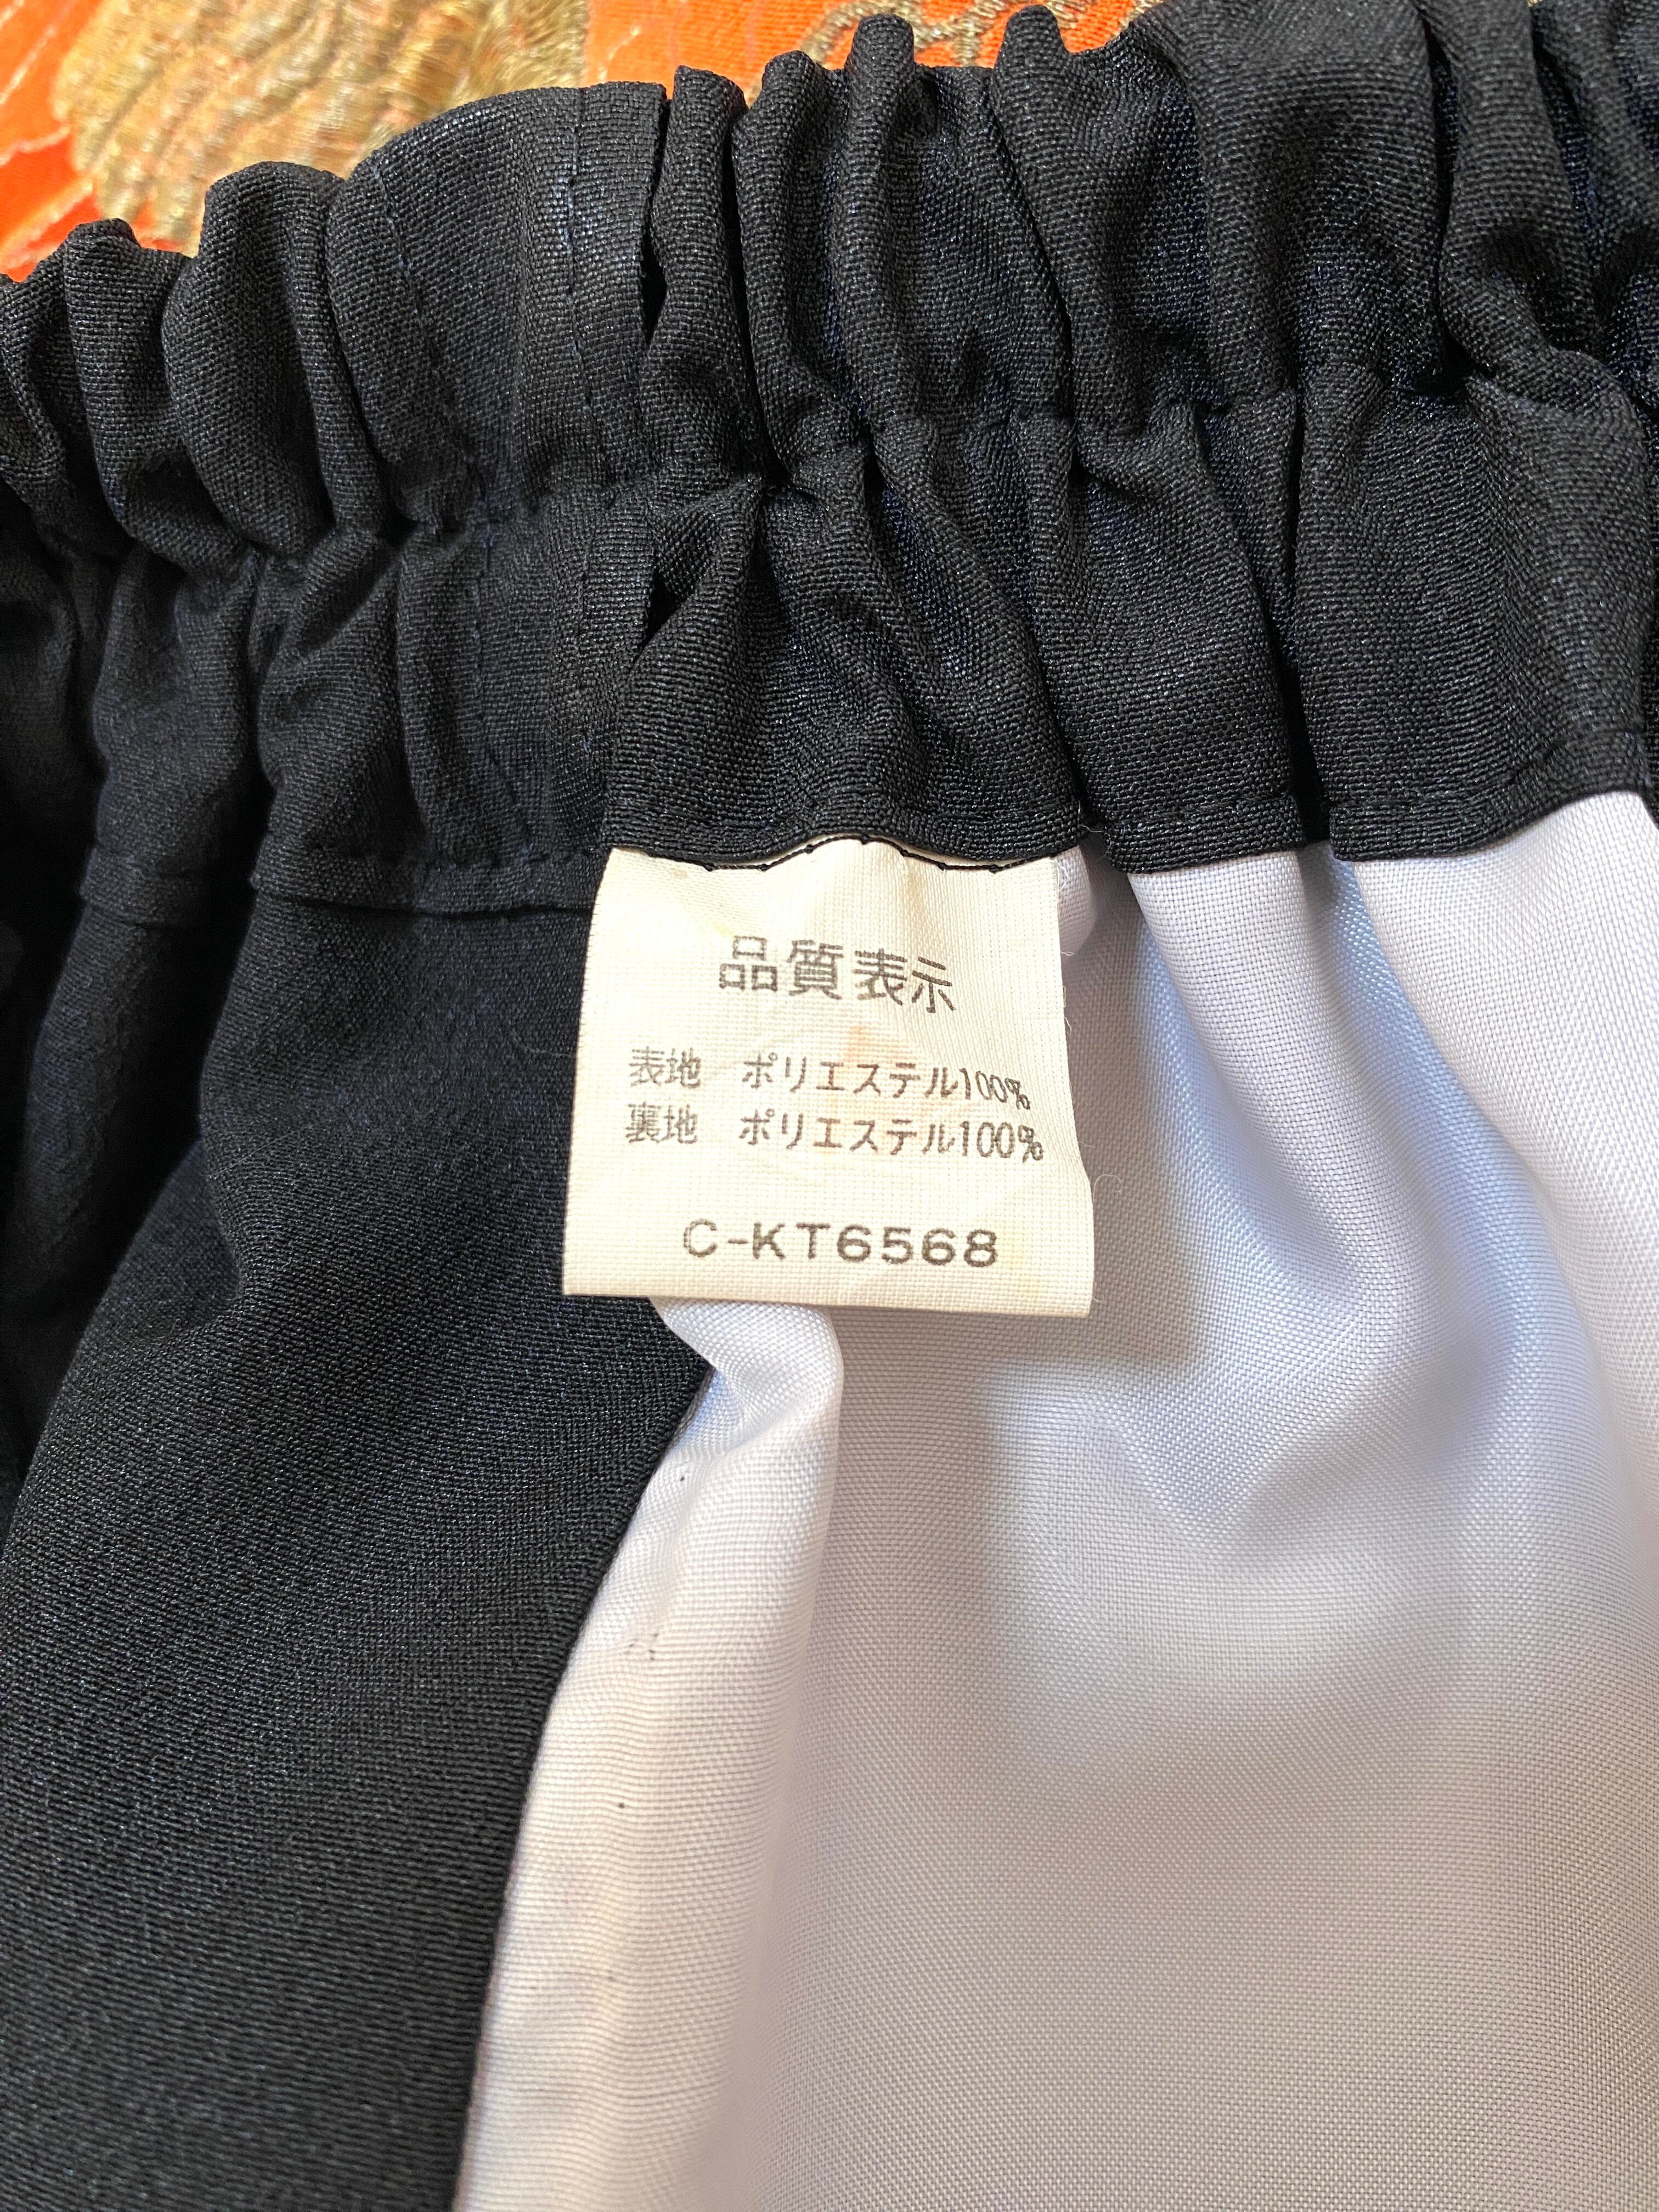 品質表示
表地 ポリエステル100%
裏地 ポリエステル100%
C-KT6568